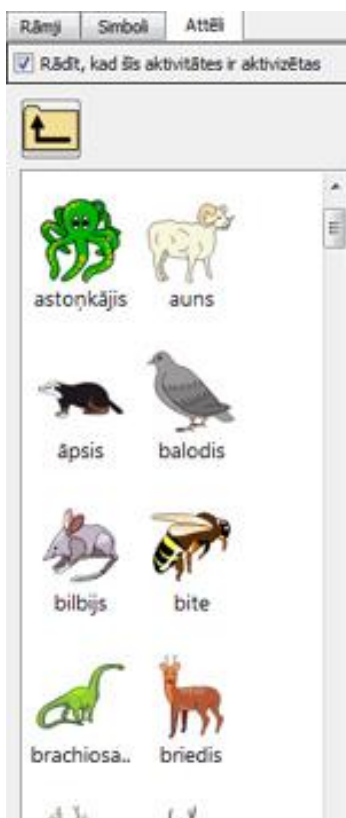 Rāmji Simboli Attēli
Rādīt, kad šīs aktivitātes ir aktivizētas
astoņkājis auns
āpsis balodis
bilbijs bite
brachiosa.. briedis